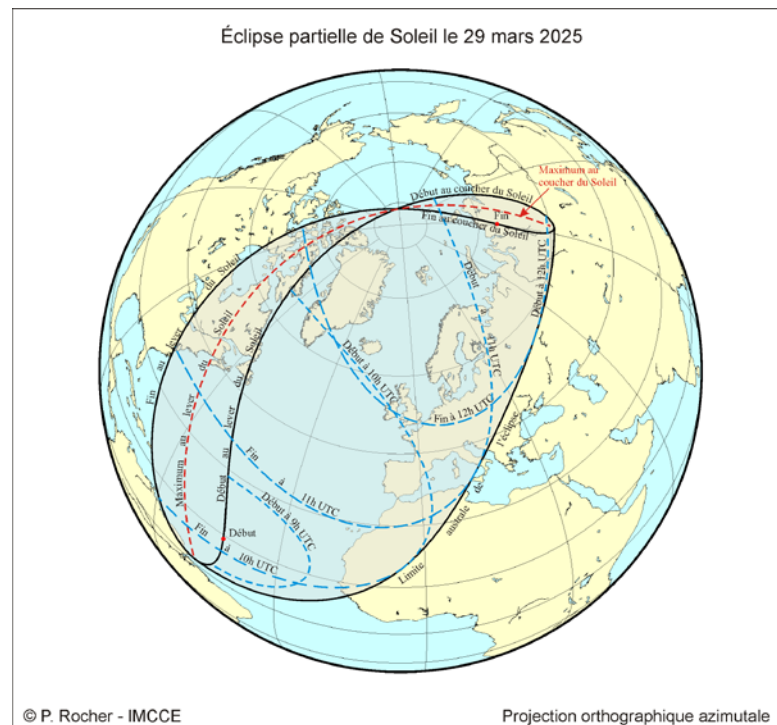 Éclipse partielle de Soleil le 29 mars 2025
Maximum au
coucher du Soleil
Début au coucher du Soleil
Fin
Fin au coucher du Soleil
Début à 12h UTC
Début à 11h UTC
Début à 10h UTC
Fin à 12h UTC
Fin au lever du Soleil
Maximum au lever du Soleil
Début au lever du Soleil
Fin à 11h UTC
Début à 9h UTC
Début
Fin à 10h UTC
Limite australe de l'éclipse
© P. Rocher - IMCCE
Projection orthographique azimutale